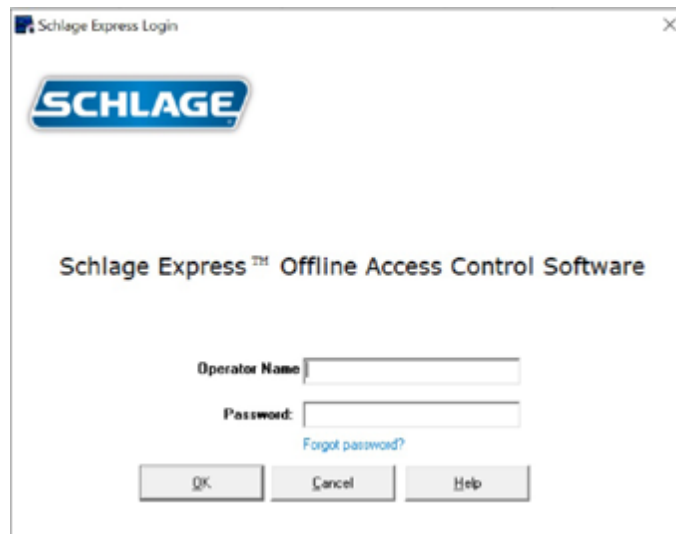 Schlage Express Login
SCHLAGE
Schlage Express™ Offline Access Control Software
Operator Name
Password:
Forgot password?
OK
Cancel
Help